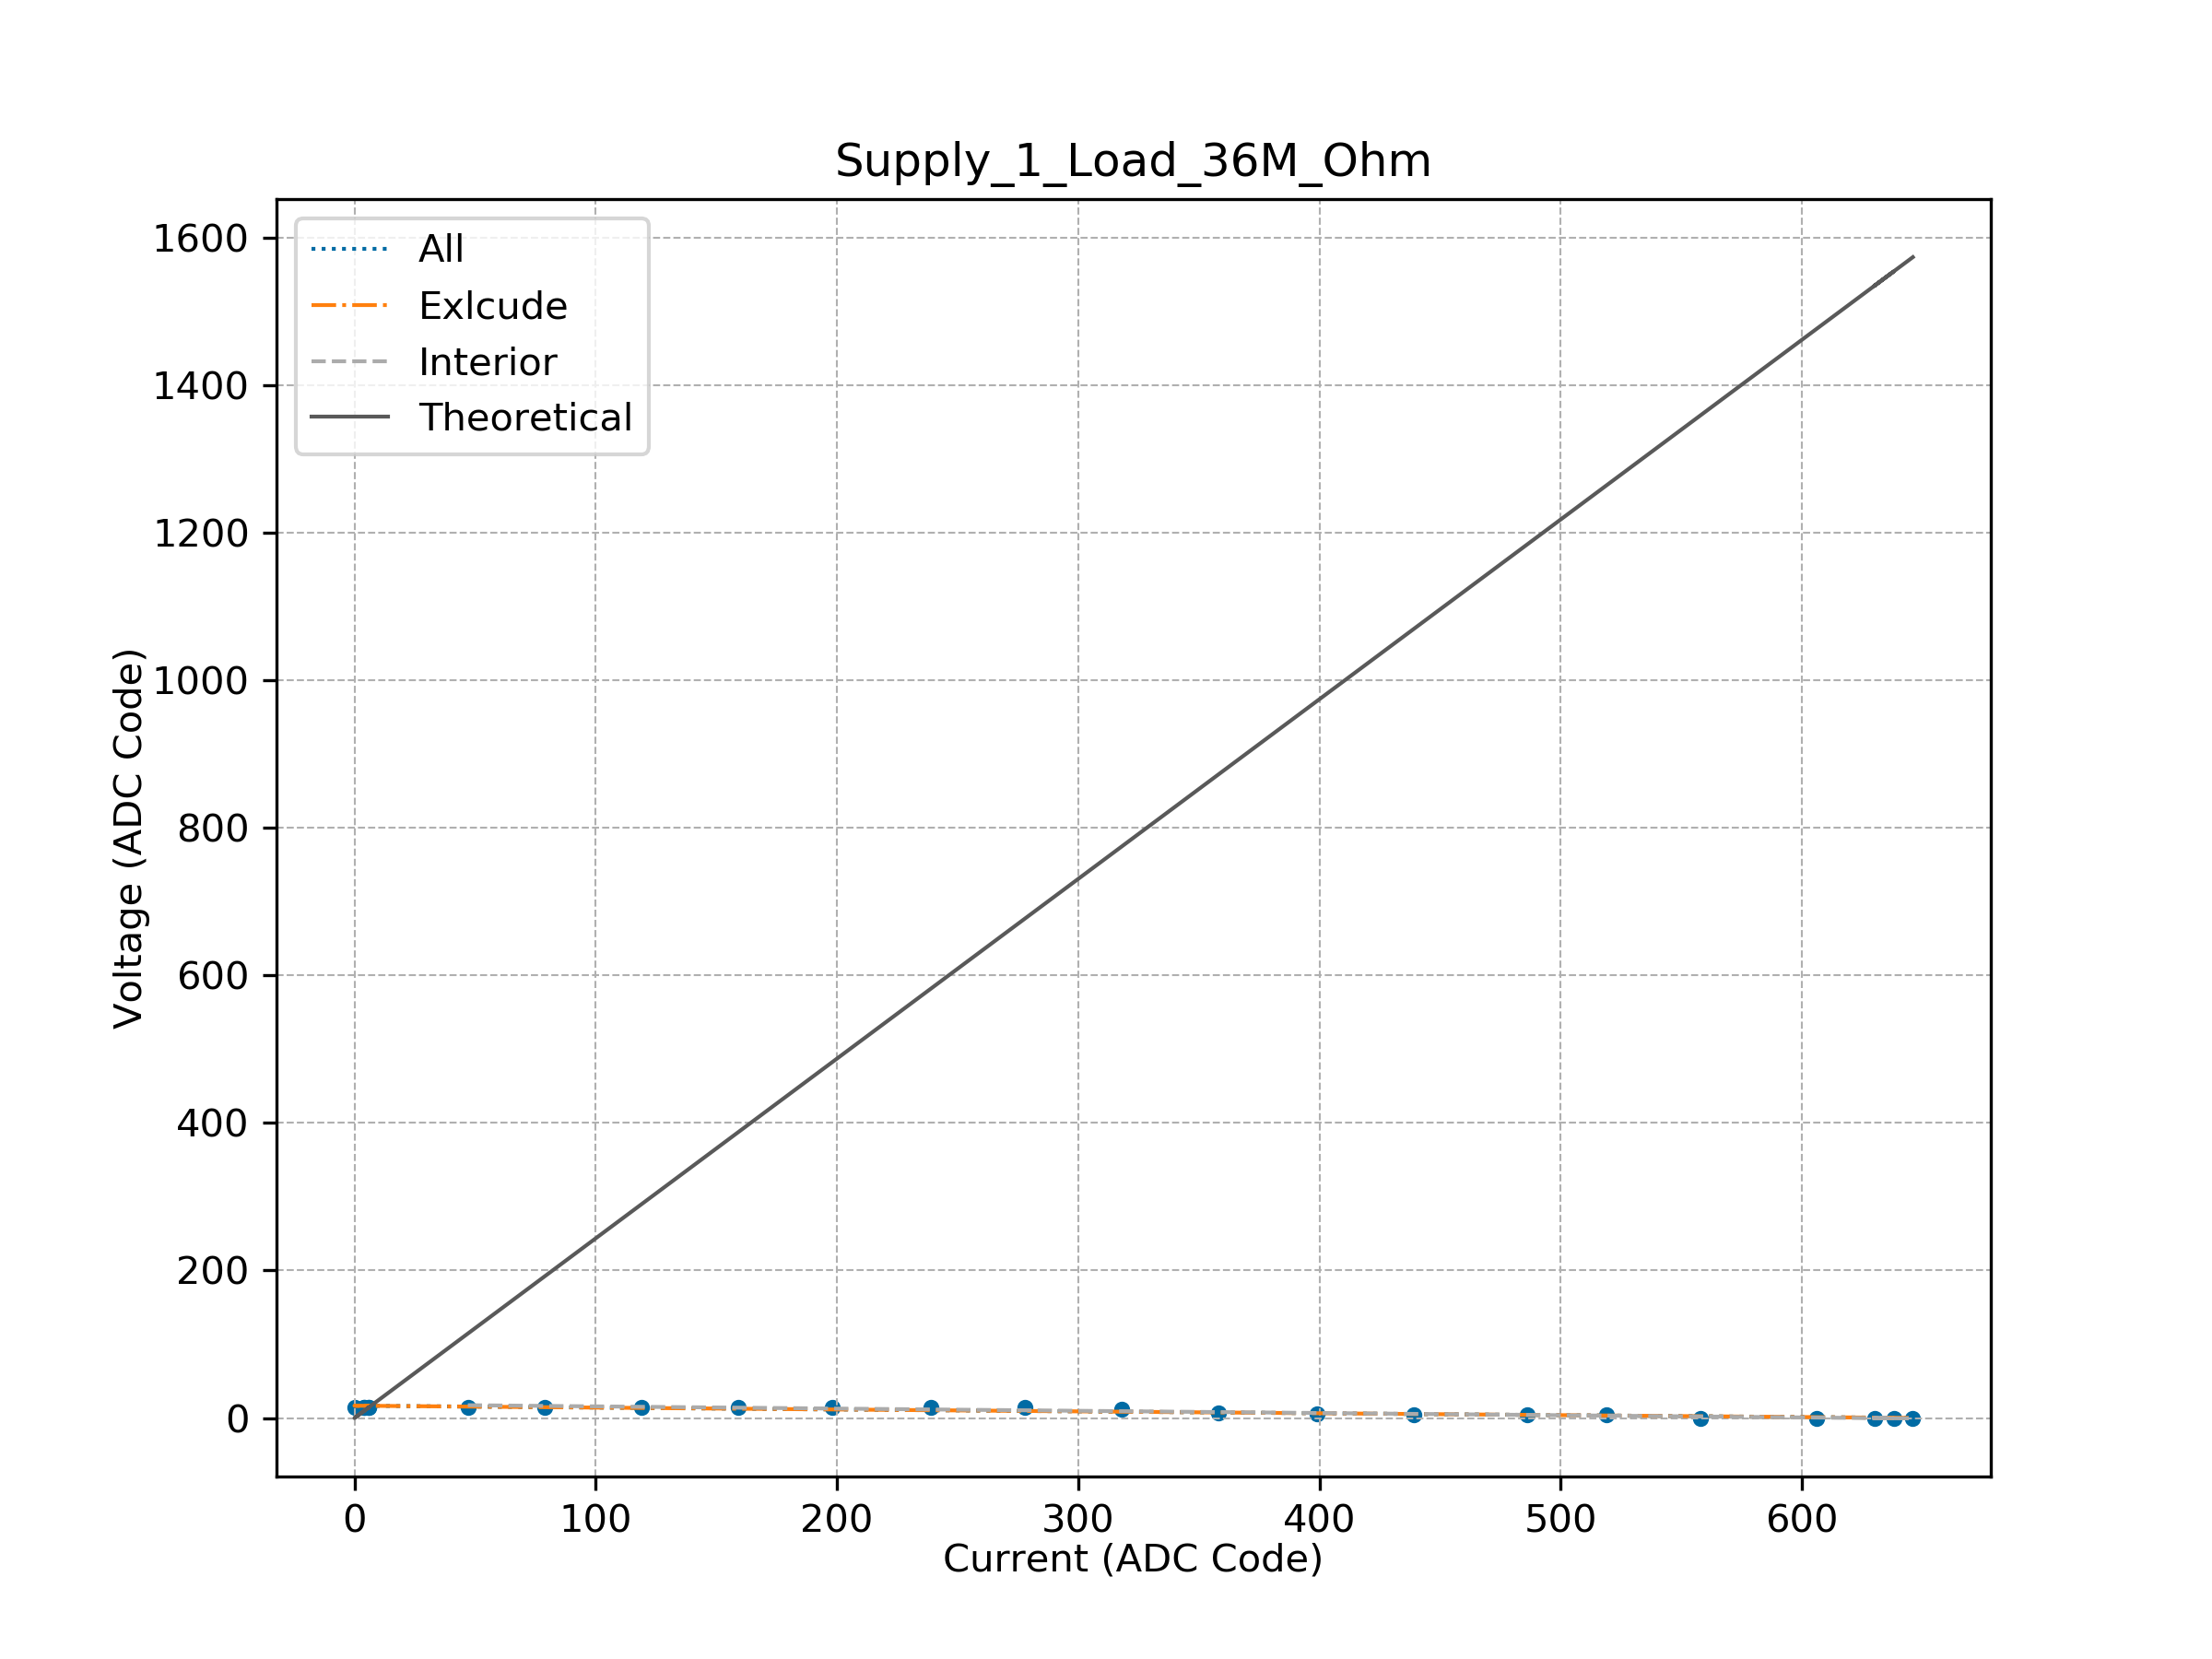 Supply_1_Load_36M_Ohm
All
Exlcude
Interior
Theoretical
1600
1400
1200
1000
800
600
400
200
0
Voltage (ADC Code)
0 100 200 300 400 500 600
Current (ADC Code)